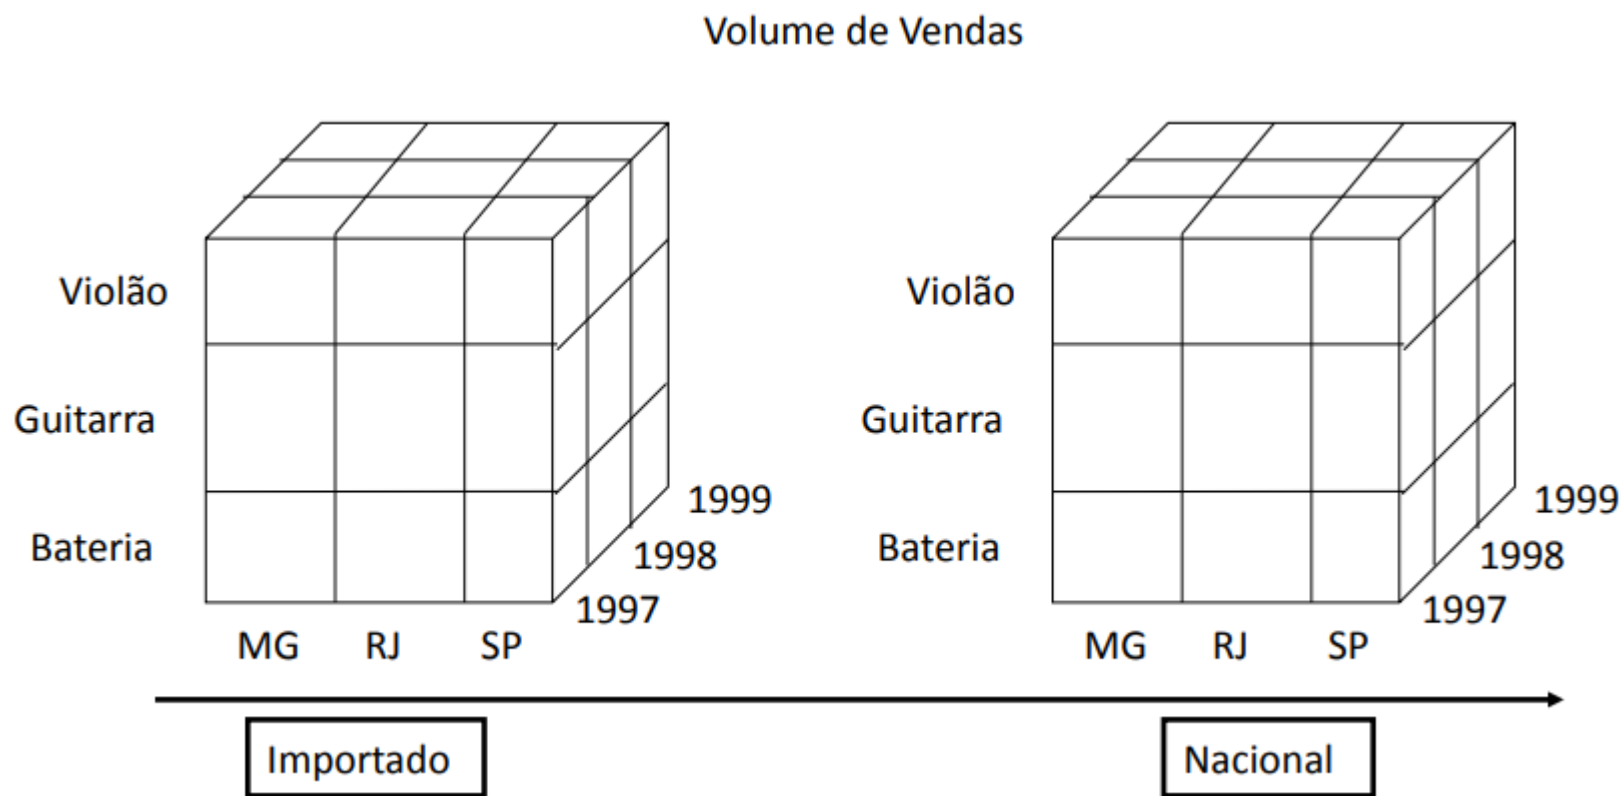 Volume de Vendas
Violão
Guitarra
Bateria
1999
1998
1997
MG RJ SP
Violão
Guitarra
Bateria
1999
1998
1997
MG RJ SP
Importado
Nacional